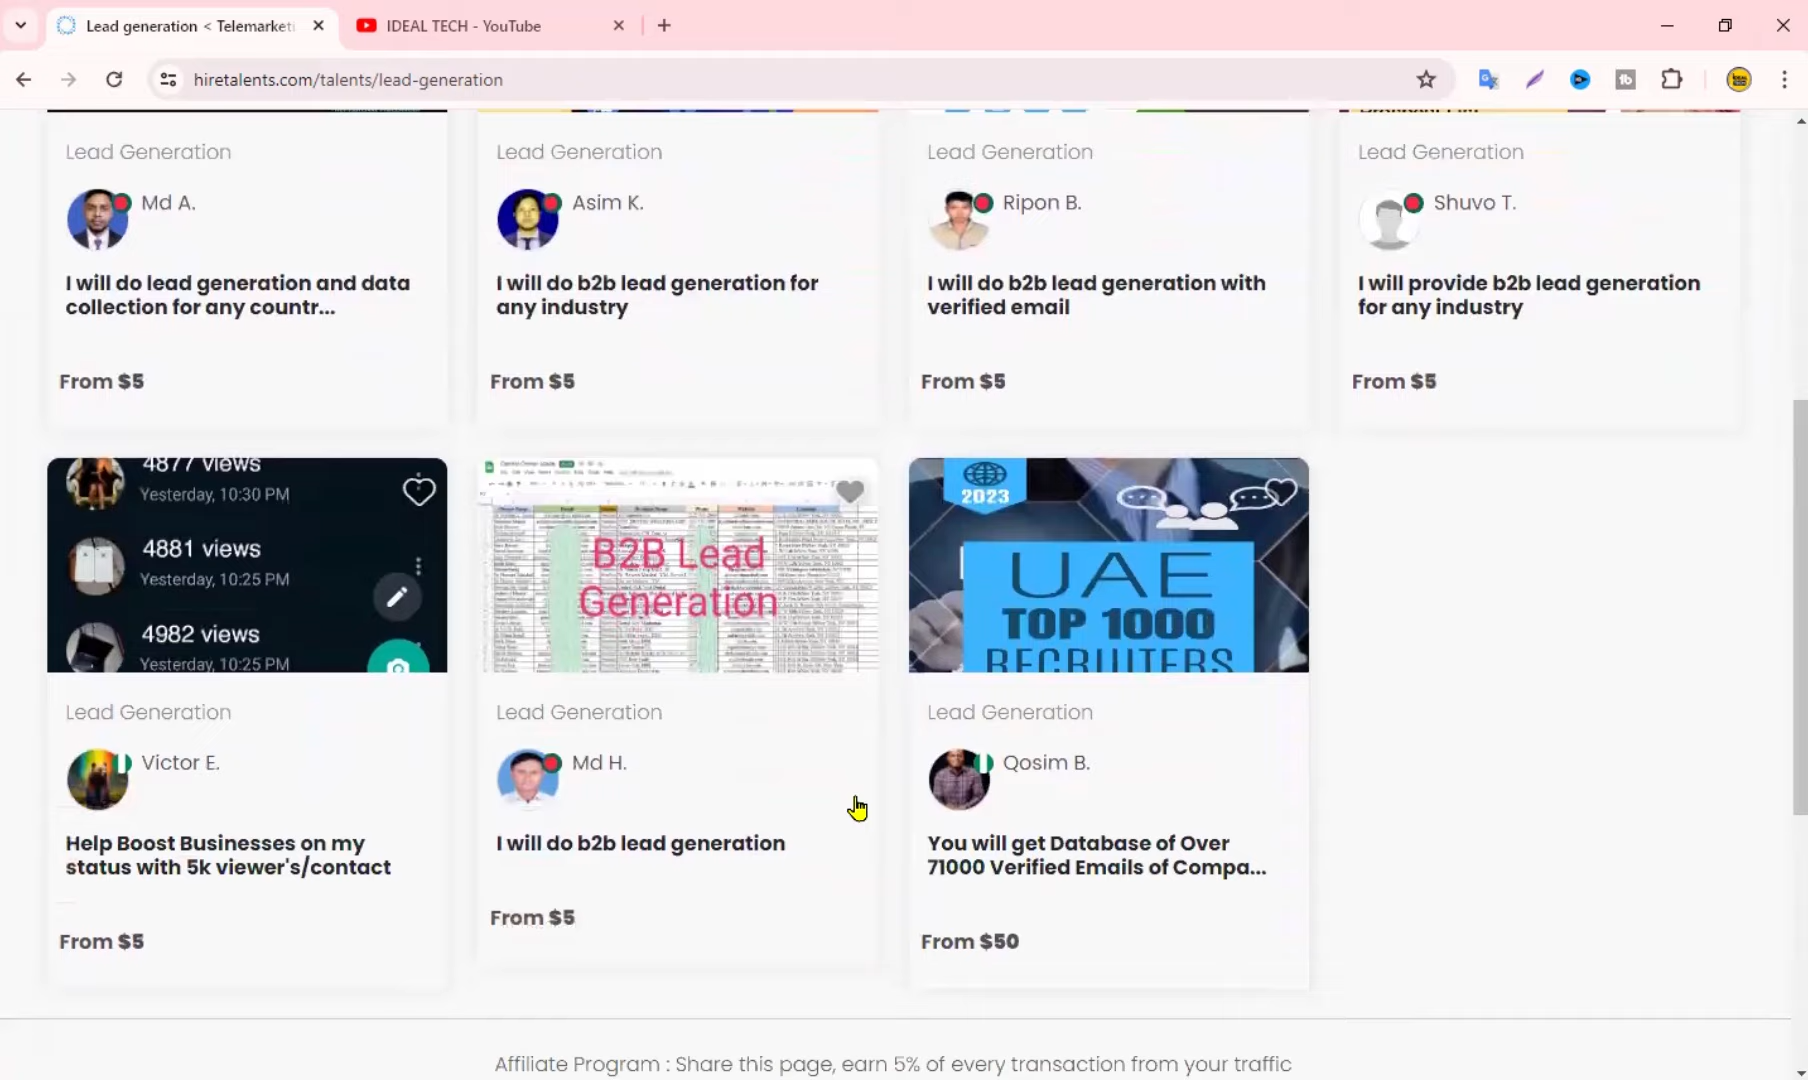 Lead generation < Telemarketi
IDEAL TECH - YouTube
hiretalents.com/talents/lead-generation
Lead Generation
Lead Generation
Lead Generation
Lead Generation
Md A.
Asim K.
Ripon B.
Shuvo T.
I will do lead generation and data
collection for any countr...
I will do b2b lead generation for
any industry
I will do b2b lead generation with
verified email
I will provide b2b lead generation
for any industry
From $5
From $5
From $5
From $5
4877 views
Yesterday, 10:30 PM
4881 views
Yesterday, 10:25 PM
4982 views
Yesterday, 10:25 PM
B2B Lead
Generation
2023
UAE
TOP 1000
RECRUITERS
Lead Generation
Lead Generation
Lead Generation
Victor E.
Md H.
Qosim B.
Help Boost Businesses on my
status with 5k viewer's/contact
I will do b2b lead generation
You will get Database of Over
71000 Verified Emails of Compa...
From $5
From $5
From $50
Affiliate Program : Share this page, earn 5% of every transaction from your traffic